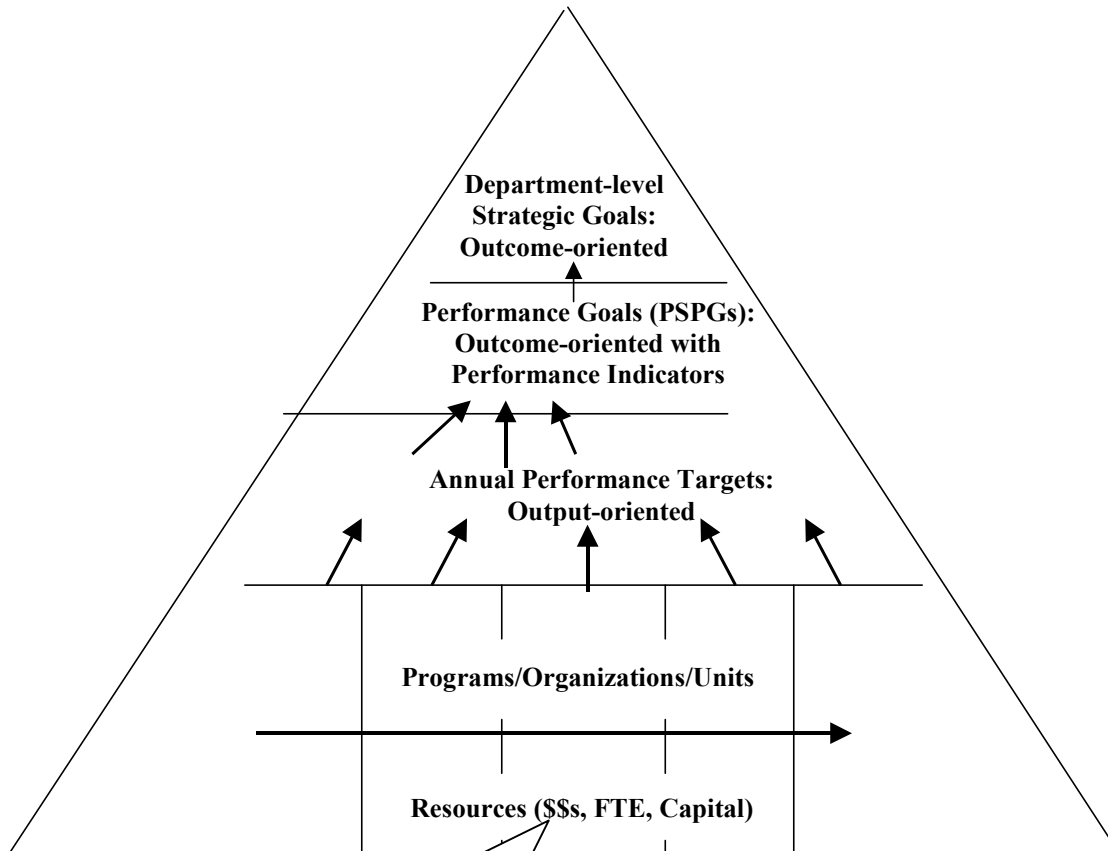 Department-level
Strategic Goals:
Outcome-oriented
Performance Goals (PSPGs):
Outcome-oriented with
Performance Indicators
Annual Performance Targets:
Output-oriented
Programs/Organizations/Units
Resources ($$s, FTE, Capital)